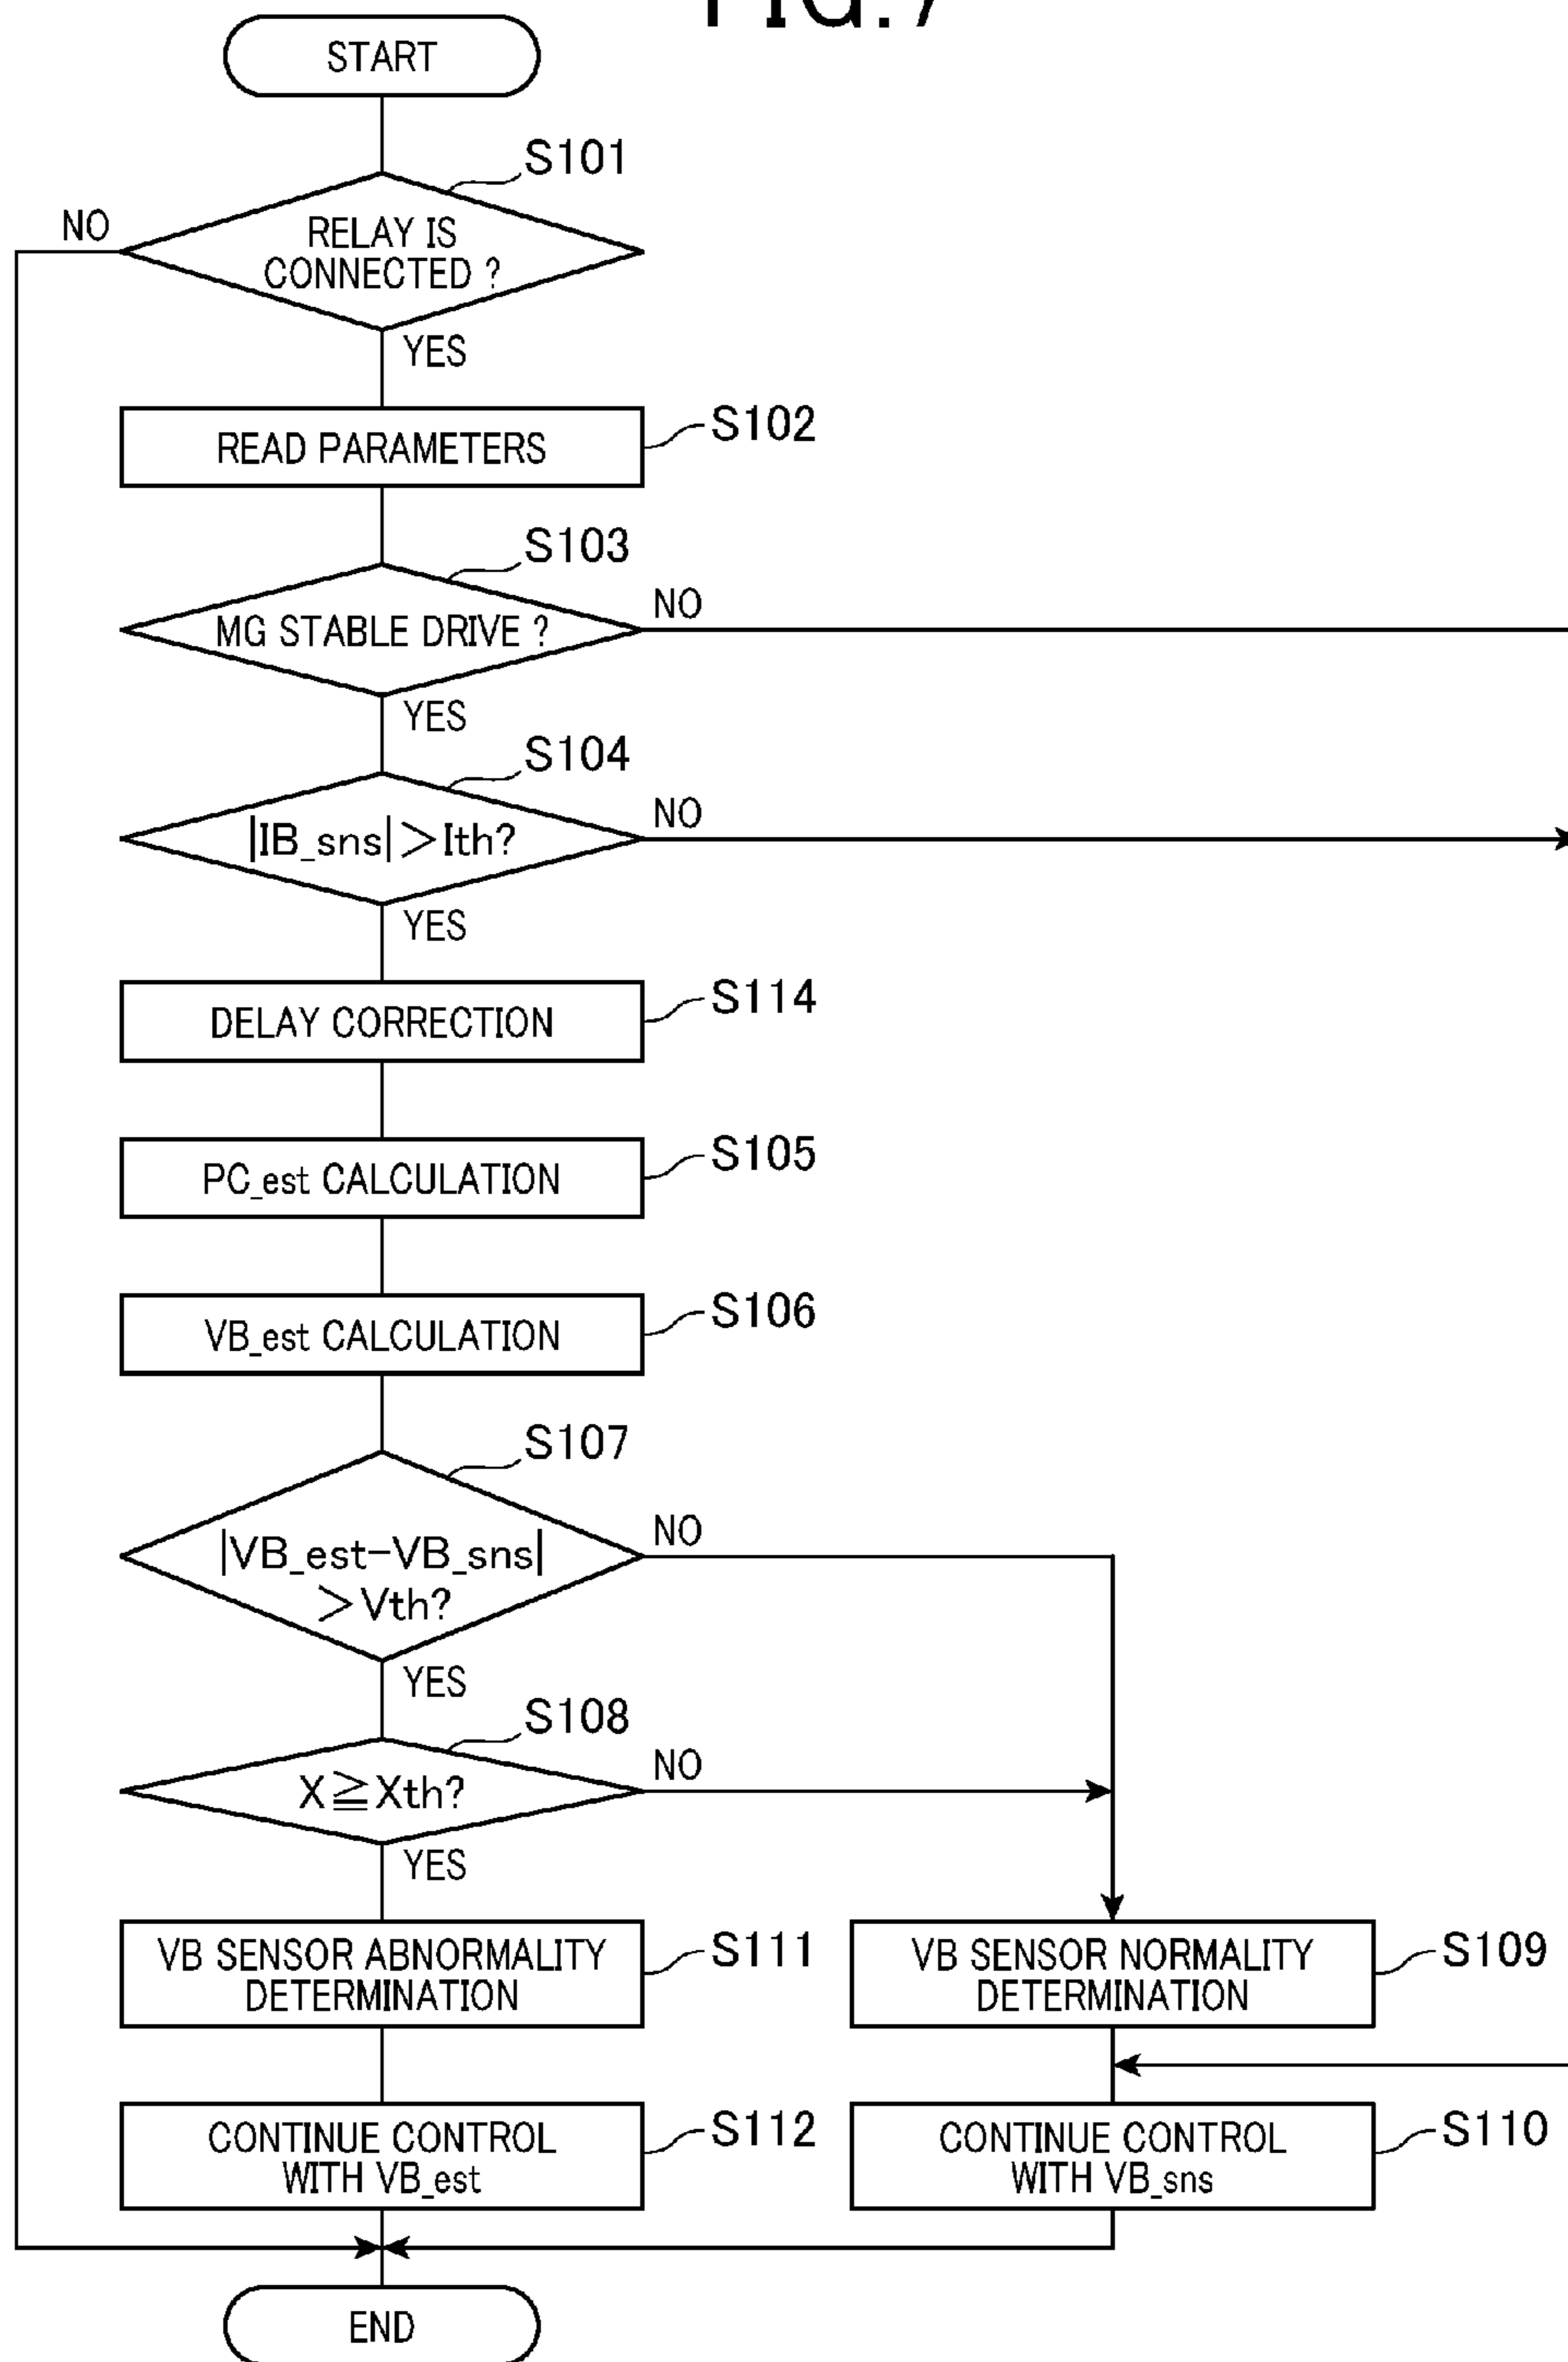 FIG.7
START
S101
NO
RELAY IS
CONNECTED ?
YES
READ PARAMETERS
S102
S103
MG STABLE DRIVE ?
NO
YES
S104
|IB_sns|>Ith?
NO
YES
DELAY CORRECTION
S114
PC_est CALCULATION
S105
VB_est CALCULATION
S106
S107
|VB_est-VB_sns|
>Vth?
NO
YES
S108
X≧Xth?
NO
YES
VB SENSOR ABNORMALITY
DETERMINATION
S111
VB SENSOR NORMALITY
DETERMINATION
S109
CONTINUE CONTROL
WITH VB_est
S112
CONTINUE CONTROL
WITH VB_sns
S110
END